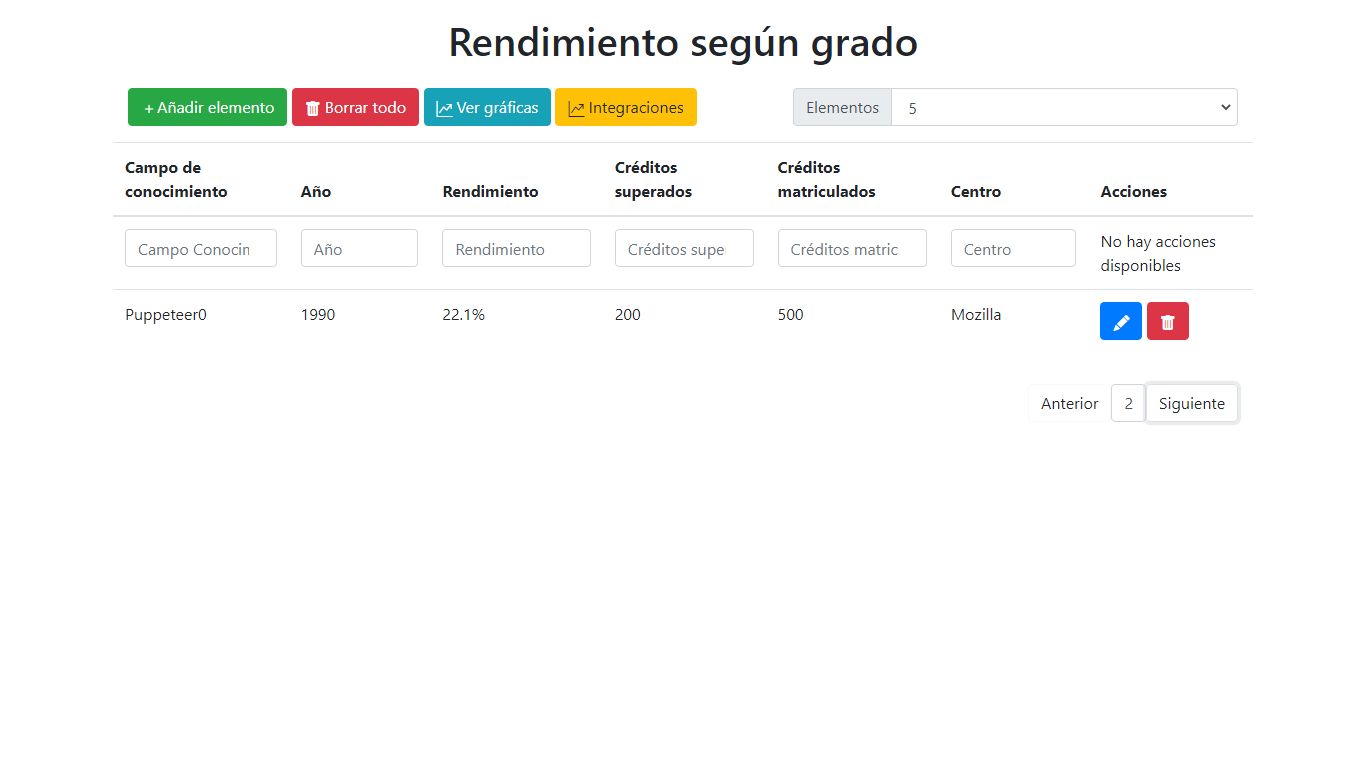 Rendimiento según grado
+ Añadir elemento Borrar todo Ver gráficas Integraciones Elementos 5
Campo de conocimiento Año Rendimiento Créditos superados Créditos matriculados Centro Acciones
Campo Conocin Año Rendimiento Créditos supe Créditos matric Centro No hay acciones disponibles
Puppeteer0 1990 22.1% 200 500 Mozilla
Anterior 2 Siguiente